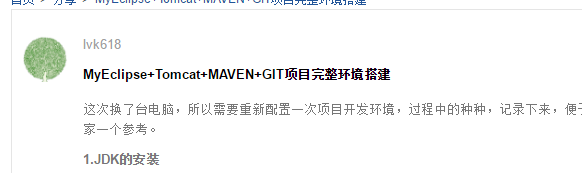 首页 > 分享 > MyEclipse+Tomcat+MAVEN+GIT项目完整环境搭建
lvk618
MyEclipse+Tomcat+MAVEN+GIT项目完整环境搭建
这次换了台电脑，所以需要重新配置一次项目开发环境，过程中的种种，记录下来，便于
家一个参考。
1.JDK的安装